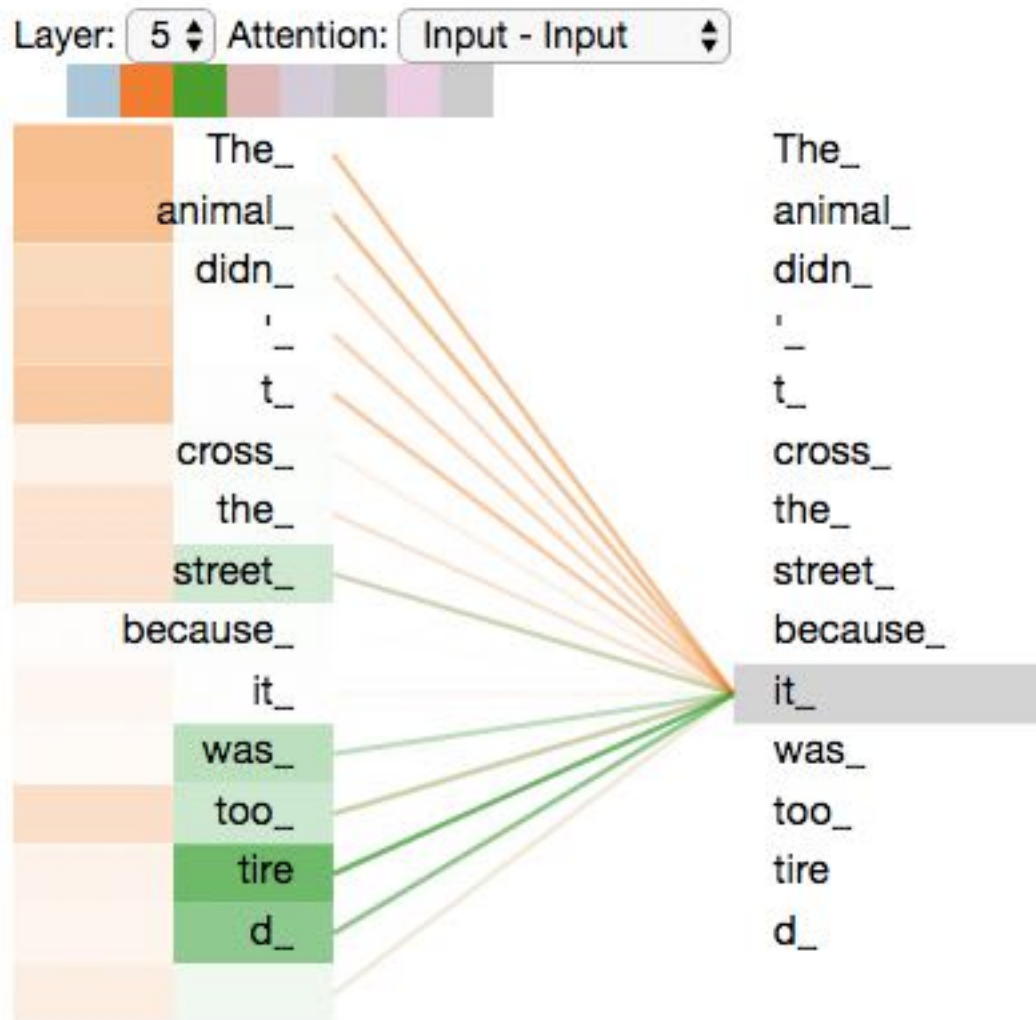 Layer: 5 Attention: Input - Input
The_ The_
animal_ animal_
didn_ didn_
'_ '_
t_ t_
cross_ cross_
the_ the_
street_ street_
because_ because_
it_ it_
was_ was_
too_ too_
tire tire
d_ d_